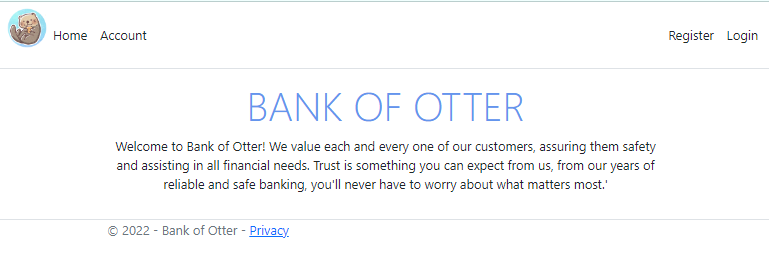 Home Account Register Login
BANK OF OTTER
Welcome to Bank of Otter! We value each and every one of our customers, assuring them safety
and assisting in all financial needs. Trust is something you can expect from us, from our years of
reliable and safe banking, you'll never have to worry about what matters most.'
© 2022 - Bank of Otter - Privacy